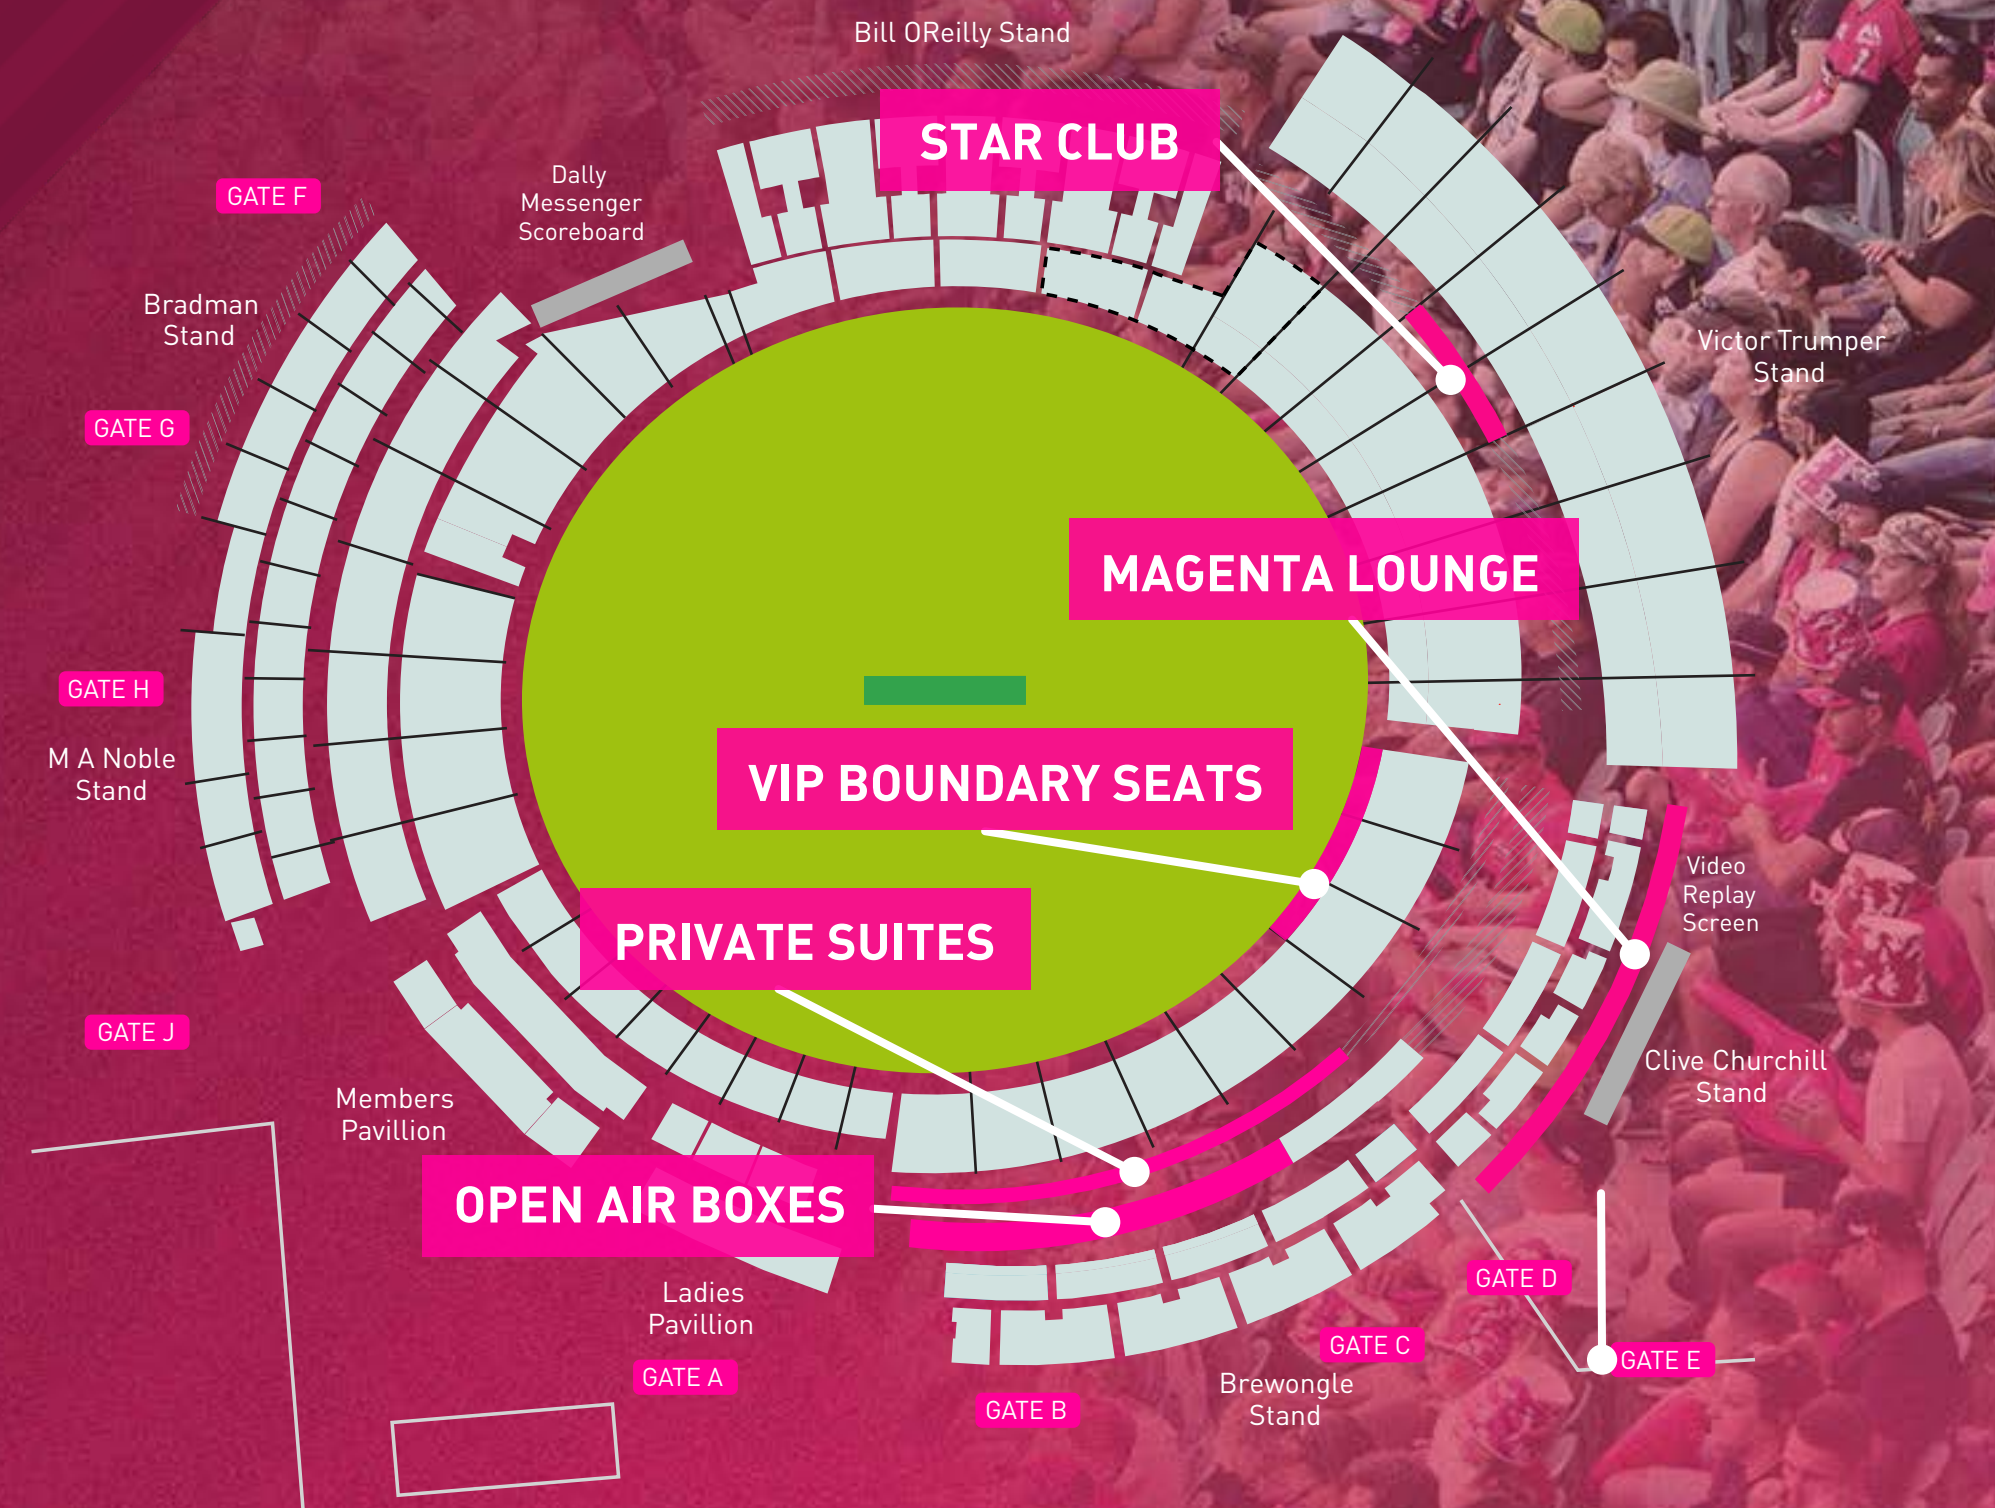 Bill OReilly Stand
STAR CLUB
Dally
Messenger
Scoreboard
GATE F
Bradman
Stand
Victor Trumper
Stand
GATE G
MAGENTA LOUNGE
GATE H
M A Noble
Stand
VIP BOUNDARY SEATS
Video
Replay
Screen
PRIVATE SUITES
GATE J
Clive Churchill
Stand
Members
Pavillion
OPEN AIR BOXES
GATE D
Ladies
Pavillion
GATE C
GATE E
GATE A
Brewongle
Stand
GATE B